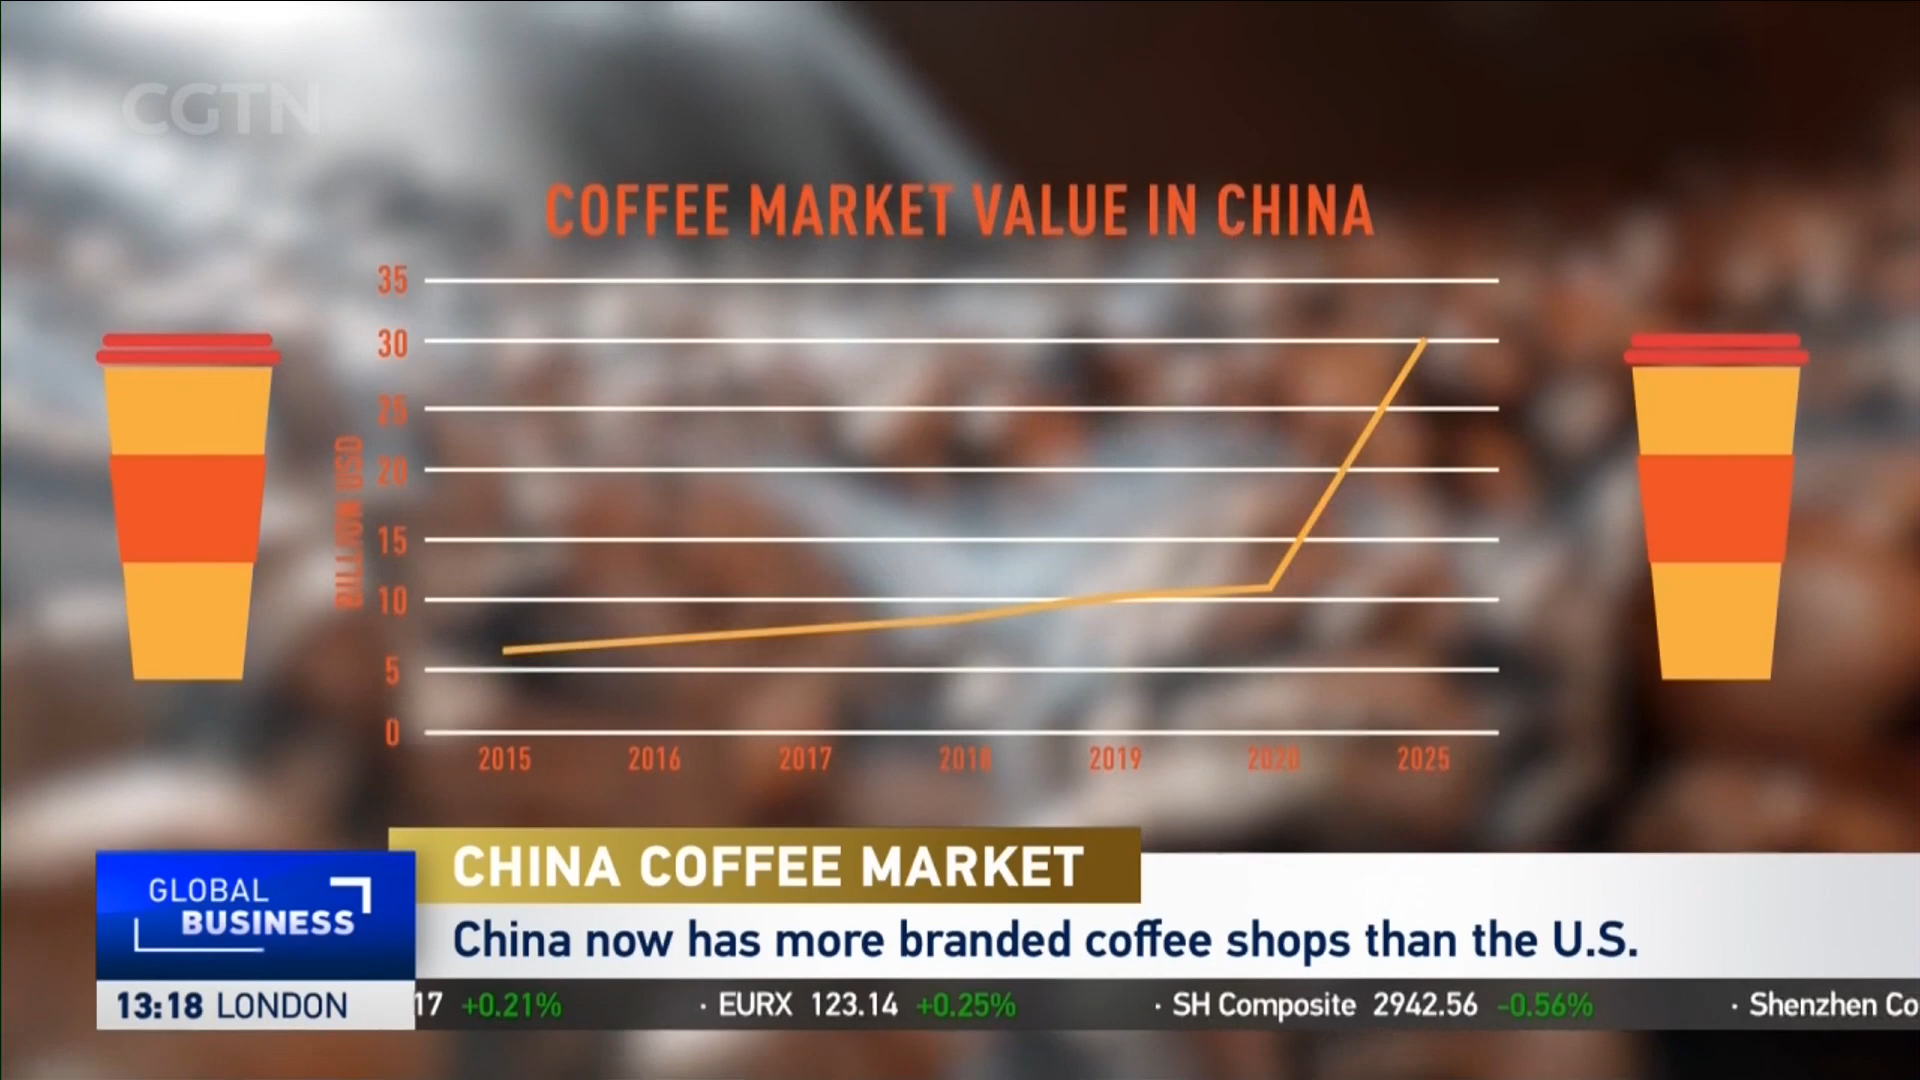 CGTN
COFFEE MARKET VALUE IN CHINA
35
30
25
20
15
10
5
0
BILLION USD
2015 2016 2017 2018 2019 2020 2025
CHINA COFFEE MARKET
GLOBAL
BUSINESS
China now has more branded coffee shops than the U.S.
13:18 LONDON
17 +0.21% · EURX 123.14 +0.25% · SH Composite 2942.56 -0.56% · Shenzhen Co